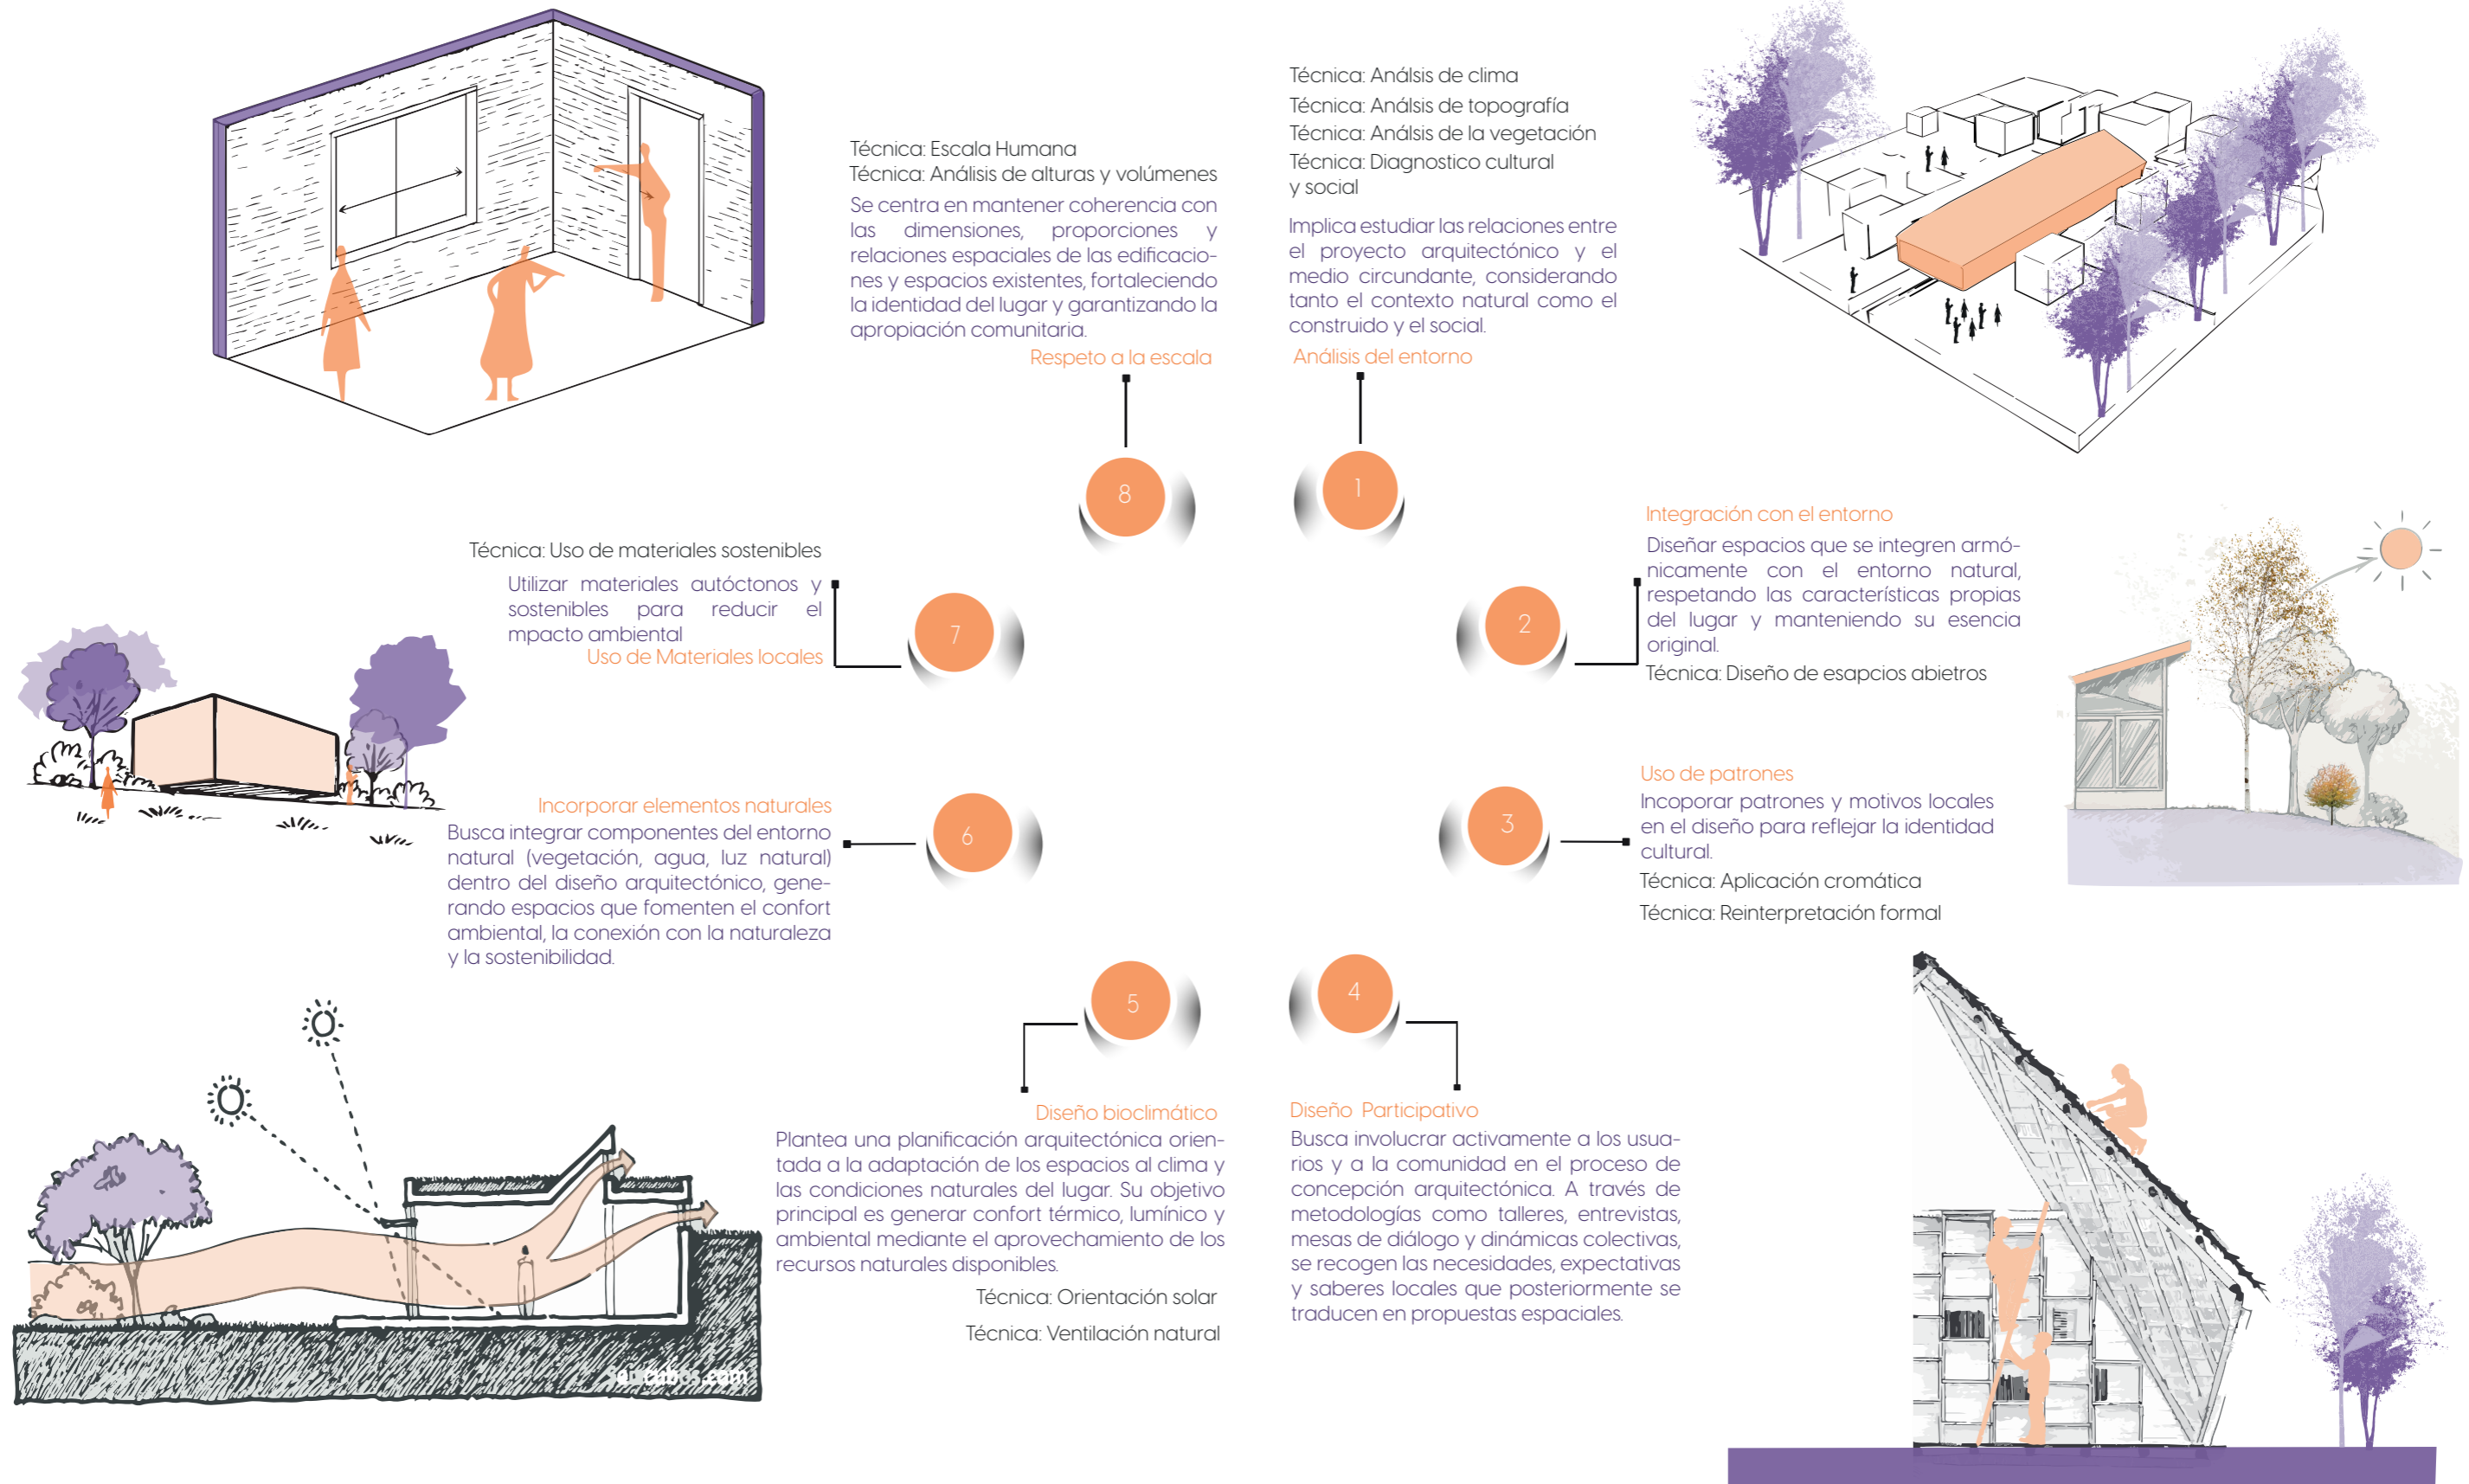 Técnica: Escala Humana
Técnica: Análisis de alturas y volúmenes
Se centra en mantener coherencia con
las dimensiones, proporciones y
relaciones espaciales de las edificacio-
nes y espacios existentes, fortaleciendo
la identidad del lugar y garantizando la
apropiación comunitaria.
Respeto a la escala
8
Técnica: Análsis de clima
Técnica: Análsis de topografía
Técnica: Análsis de la vegetación
Técnica: Diagnostico cultural
y social
Implica estudiar las relaciones entre
el proyecto arquitectónico y el
medio circundante, considerando
tanto el contexto natural como el
construido y el social.
Análisis del entorno
1
Integración con el entorno
Diseñar espacios que se integren armó-
nicamente con el entorno natural,
respetando las características propias
del lugar y manteniendo su esencia
original.
Técnica: Diseño de esapcios abietros
2
Uso de patrones
Incoporar patrones y motivos locales
en el diseño para reflejar la identidad
cultural.
Técnica: Aplicación cromática
Técnica: Reinterpretación formal
3
4
Diseño Participativo
Busca involucrar activamente a los usua-
rios y a la comunidad en el proceso de
concepción arquitectónica. A través de
metodologías como talleres, entrevistas,
mesas de diálogo y dinámicas colectivas,
se recogen las necesidades, expectativas
y saberes locales que posteriormente se
traducen en propuestas espaciales.
5
Diseño bioclimático
Plantea una planificación arquitectónica orien-
tada a la adaptación de los espacios al clima y
las condiciones naturales del lugar. Su objetivo
principal es generar confort térmico, lumínico y
ambiental mediante el aprovechamiento de los
recursos naturales disponibles.
Técnica: Orientación solar
Técnica: Ventilación natural
6
Incorporar elementos naturales
Busca integrar componentes del entorno
natural (vegetación, agua, luz natural)
dentro del diseño arquitectónico, gene-
rando espacios que fomenten el confort
ambiental, la conexión con la naturaleza
y la sostenibilidad.
7
Técnica: Uso de materiales sostenibles
Utilizar materiales autóctonos y
sostenibles para reducir el
mpacto ambiental
Uso de Materiales locales